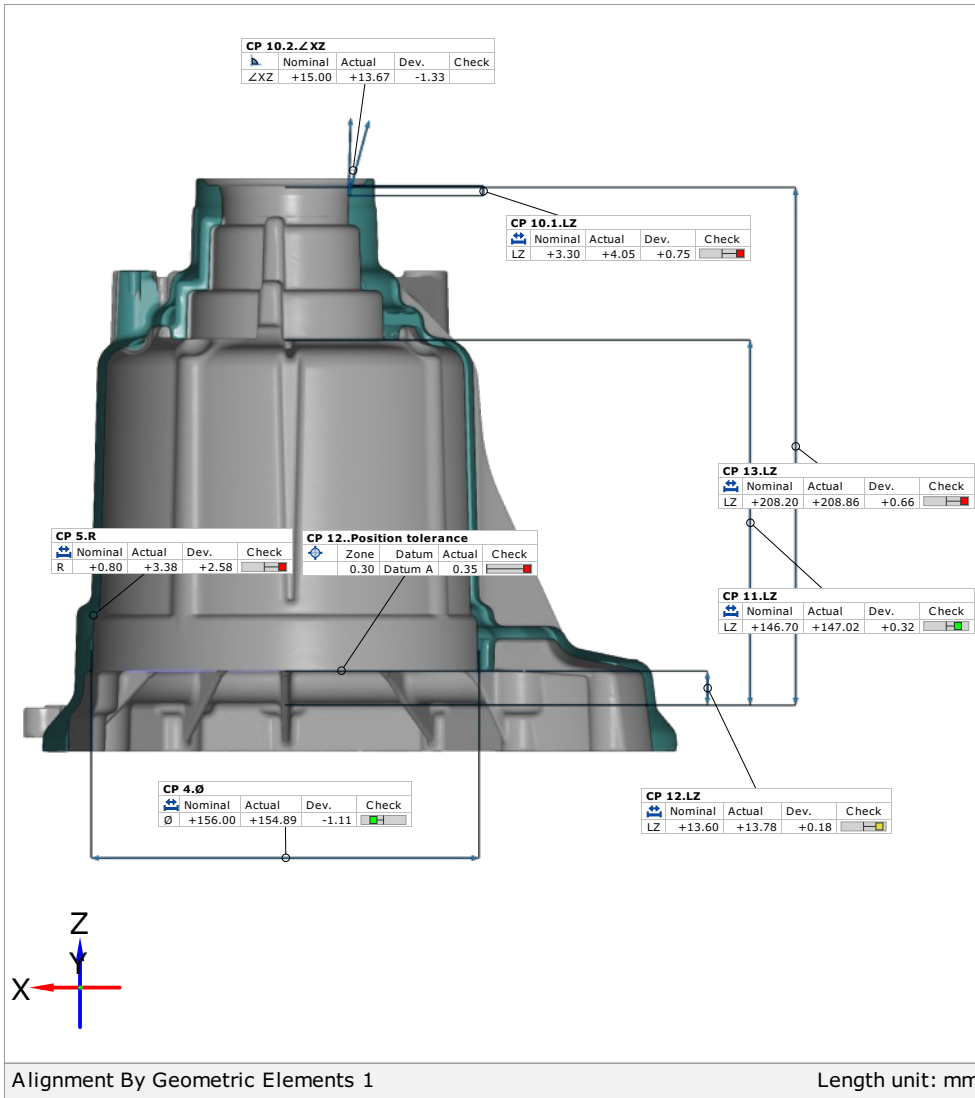 CP 10.2.∠XZ
Nominal Actual Dev. Check
∠XZ +15.00 +13.67 -1.33
CP 10.1.LZ
Nominal Actual Dev. Check
LZ +3.30 +4.05 +0.75
CP 13.LZ
Nominal Actual Dev. Check
LZ +208.20 +208.86 +0.66
CP 5.R
Nominal Actual Dev. Check
R +0.80 +3.38 +2.58
CP 12..Position tolerance
Zone Datum Actual Check
0.30 Datum A 0.35
CP 11.LZ
Nominal Actual Dev. Check
LZ +146.70 +147.02 +0.32
CP 4.Ø
Nominal Actual Dev. Check
Ø +156.00 +154.89 -1.11
CP 12.LZ
Nominal Actual Dev. Check
LZ +13.60 +13.78 +0.18
Z
Y
X
Alignment By Geometric Elements 1
Length unit: mm